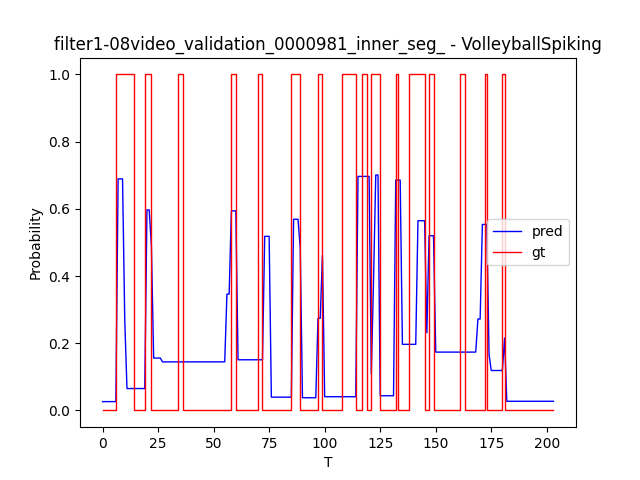 filter1-08video_validation_0000981_inner_seg_ - VolleyballSpiking
1.0
0.8
0.6
0.4
0.2
0.0
Probability
pred
gt
0 25 50 75 100 125 150 175 200
T